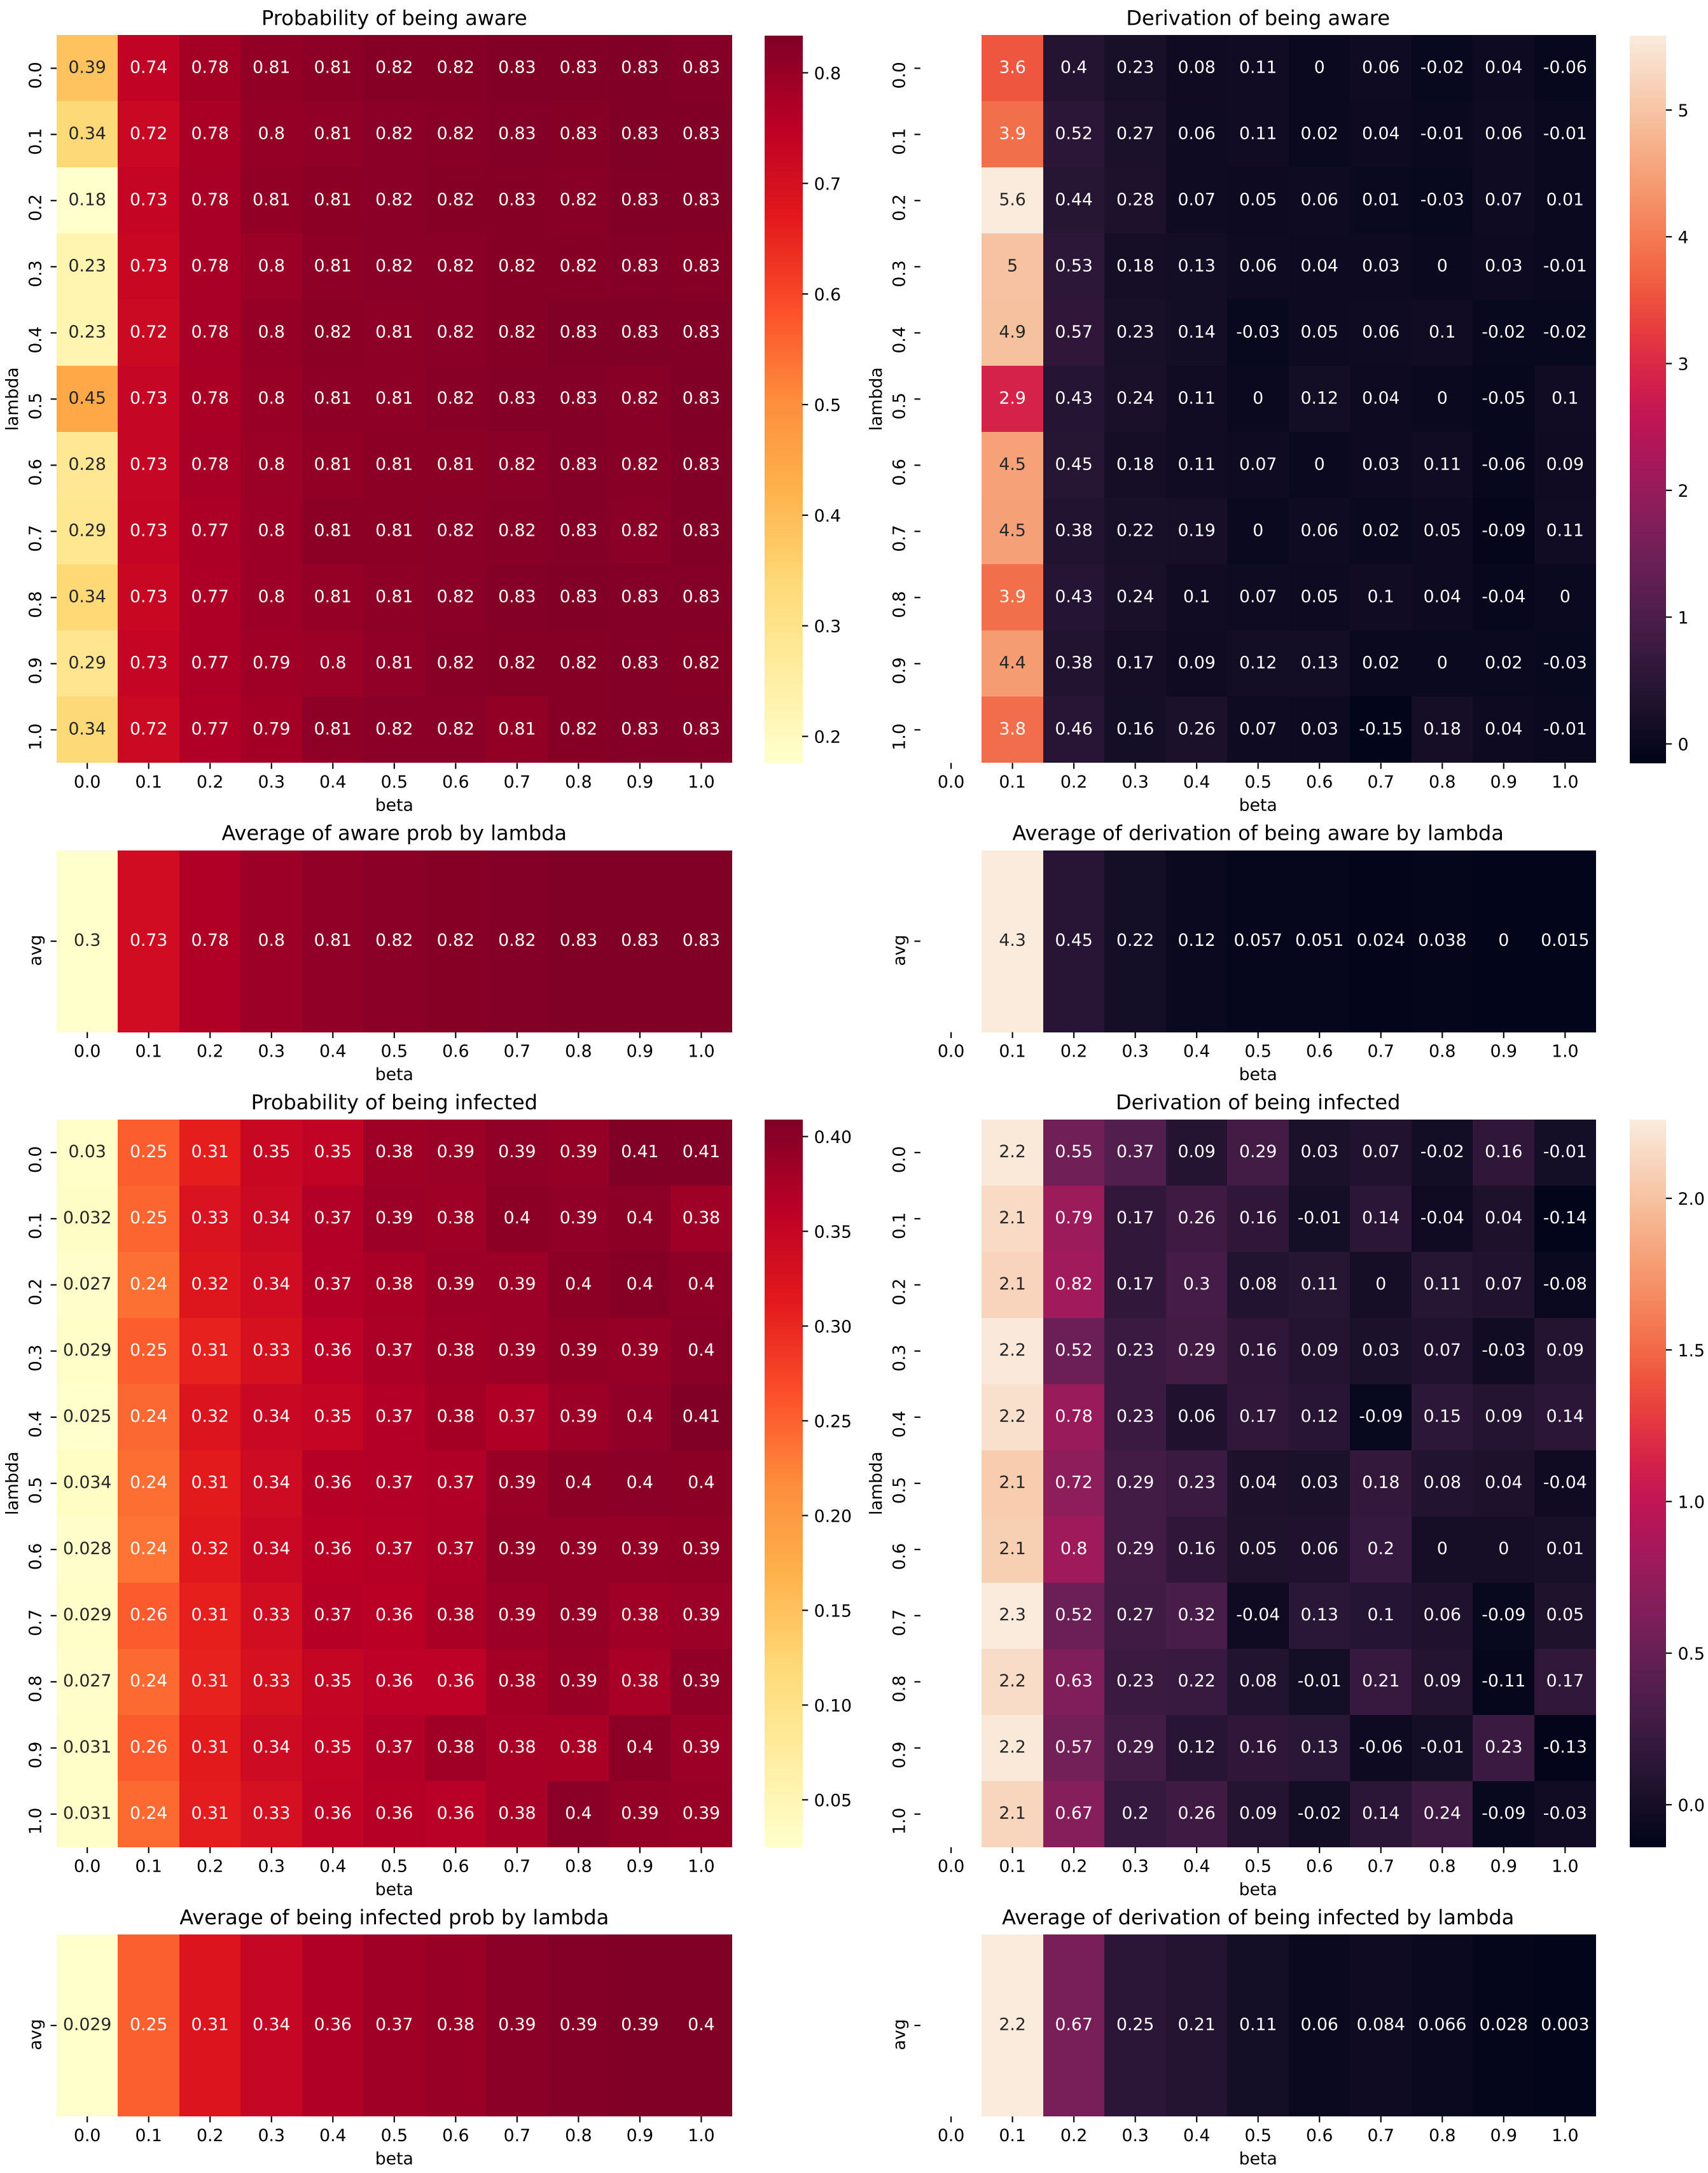 Probability of being aware
0.0 0.39 0.74 0.78 0.81 0.81 0.82 0.82 0.83 0.83 0.83 0.83 0.8
0.1 0.34 0.72 0.78 0.8 0.81 0.82 0.82 0.83 0.83 0.83 0.83
0.2 0.18 0.73 0.78 0.81 0.81 0.82 0.82 0.83 0.82 0.83 0.83 0.7
0.3 0.23 0.73 0.78 0.8 0.81 0.82 0.82 0.82 0.82 0.83 0.83 0.6
0.4 0.23 0.72 0.78 0.8 0.82 0.81 0.82 0.82 0.83 0.83 0.83
lambda
0.5 0.45 0.73 0.78 0.8 0.81 0.81 0.82 0.83 0.83 0.82 0.83 0.5
0.6 0.28 0.73 0.78 0.8 0.81 0.81 0.81 0.82 0.83 0.82 0.83
0.7 0.29 0.73 0.77 0.8 0.81 0.81 0.82 0.82 0.83 0.82 0.83 0.4
0.8 0.34 0.73 0.77 0.8 0.81 0.81 0.82 0.83 0.83 0.83 0.83 0.3
0.9 0.29 0.73 0.77 0.79 0.8 0.81 0.82 0.82 0.82 0.83 0.82
1.0 0.34 0.72 0.77 0.79 0.81 0.82 0.82 0.81 0.83 0.83 0.83 0.2
0.0 0.1 0.2 0.3 0.4 0.5 0.6 0.7 0.8 0.9 1.0
beta
Derivation of being aware
0.0 3.6 0.4 0.23 0.08 0.11 0 0.06 -0.02 0.04 -0.06
0.1 3.9 0.52 0.27 0.06 0.11 0.02 0.04 -0.01 0.06 -0.01 5
0.2 5.6 0.44 0.28 0.07 0.05 0.06 0.01 -0.03 0.07 0.01 4
0.3 5 0.53 0.18 0.13 0.06 0.04 0.03 0 0.03 -0.01
0.4 4.9 0.57 0.23 0.14 -0.03 0.05 0.06 0.1 -0.02 -0.02 3
lambda
0.5 2.9 0.43 0.24 0.11 0 0.12 0.04 0 -0.05 0.1
0.6 4.5 0.45 0.18 0.11 0.07 0 0.03 0.11 -0.06 0.09 2
0.7 4.5 0.38 0.22 0.19 0 0.06 0.02 0.05 -0.09 0.11
0.8 3.9 0.43 0.24 0.1 0.07 0.05 0.1 0.04 -0.04 0 1
0.9 4.4 0.38 0.17 0.09 0.12 0.13 0.02 0 0.02 -0.03
1.0 3.8 0.46 0.16 0.26 0.07 0.03 -0.15 0.18 0.04 -0.01 0
0.0 0.1 0.2 0.3 0.4 0.5 0.6 0.7 0.8 0.9 1.0
beta
Average of aware prob by lambda
avg 0.3 0.73 0.78 0.8 0.81 0.82 0.82 0.82 0.83 0.83 0.83
0.0 0.1 0.2 0.3 0.4 0.5 0.6 0.7 0.8 0.9 1.0
beta
Average of derivation of being aware by lambda
avg 4.3 0.45 0.22 0.12 0.057 0.051 0.024 0.038 0 0.015
0.0 0.1 0.2 0.3 0.4 0.5 0.6 0.7 0.8 0.9 1.0
beta
Probability of being infected
0.0 0.03 0.25 0.31 0.35 0.35 0.38 0.39 0.39 0.39 0.41 0.41 0.40
0.1 0.032 0.25 0.33 0.34 0.37 0.39 0.38 0.4 0.39 0.4 0.38 0.35
0.2 0.027 0.24 0.32 0.34 0.37 0.38 0.39 0.39 0.4 0.4 0.4
0.3 0.029 0.25 0.31 0.33 0.36 0.37 0.38 0.39 0.39 0.39 0.4 0.30
0.4 0.025 0.24 0.32 0.34 0.35 0.37 0.38 0.37 0.39 0.4 0.41 0.25
lambda
0.5 0.034 0.24 0.31 0.34 0.36 0.37 0.37 0.39 0.4 0.4 0.4 0.20
0.6 0.028 0.24 0.32 0.34 0.36 0.37 0.37 0.39 0.39 0.39 0.39
0.7 0.029 0.26 0.31 0.33 0.37 0.36 0.38 0.39 0.39 0.38 0.39 0.15
0.8 0.027 0.24 0.31 0.33 0.35 0.36 0.36 0.38 0.39 0.38 0.39 0.10
0.9 0.031 0.26 0.31 0.34 0.35 0.37 0.38 0.38 0.38 0.4 0.39
1.0 0.031 0.24 0.31 0.33 0.36 0.36 0.36 0.38 0.4 0.39 0.39 0.05
0.0 0.1 0.2 0.3 0.4 0.5 0.6 0.7 0.8 0.9 1.0
beta
Derivation of being infected
0.0 2.2 0.55 0.37 0.09 0.29 0.03 0.07 -0.02 0.16 -0.01
0.1 2.1 0.79 0.17 0.26 0.16 -0.01 0.14 -0.04 0.04 -0.14 2.0
0.2 2.1 0.82 0.17 0.3 0.08 0.11 0 0.11 0.07 -0.08
0.3 2.2 0.52 0.23 0.29 0.16 0.09 0.03 0.07 -0.03 0.09 1.5
0.4 2.2 0.78 0.23 0.06 0.17 0.12 -0.09 0.15 0.09 0.14
lambda
0.5 2.1 0.72 0.29 0.23 0.04 0.03 0.18 0.08 0.04 -0.04 1.0
0.6 2.1 0.8 0.29 0.16 0.05 0.06 0.2 0 0 0.01
0.7 2.3 0.52 0.27 0.32 -0.04 0.13 0.1 0.06 -0.09 0.05 0.5
0.8 2.2 0.63 0.23 0.22 0.08 -0.01 0.21 0.09 -0.11 0.17
0.9 2.2 0.57 0.29 0.12 0.16 0.13 -0.06 -0.01 0.23 -0.13
1.0 2.1 0.67 0.2 0.26 0.09 -0.02 0.14 0.24 -0.09 -0.03 0.0
0.0 0.1 0.2 0.3 0.4 0.5 0.6 0.7 0.8 0.9 1.0
beta
Average of being infected prob by lambda
avg 0.029 0.25 0.31 0.34 0.36 0.37 0.38 0.39 0.39 0.39 0.4
0.0 0.1 0.2 0.3 0.4 0.5 0.6 0.7 0.8 0.9 1.0
beta
Average of derivation of being infected by lambda
avg 2.2 0.67 0.25 0.21 0.11 0.06 0.084 0.066 0.028 0.003
0.0 0.1 0.2 0.3 0.4 0.5 0.6 0.7 0.8 0.9 1.0
beta